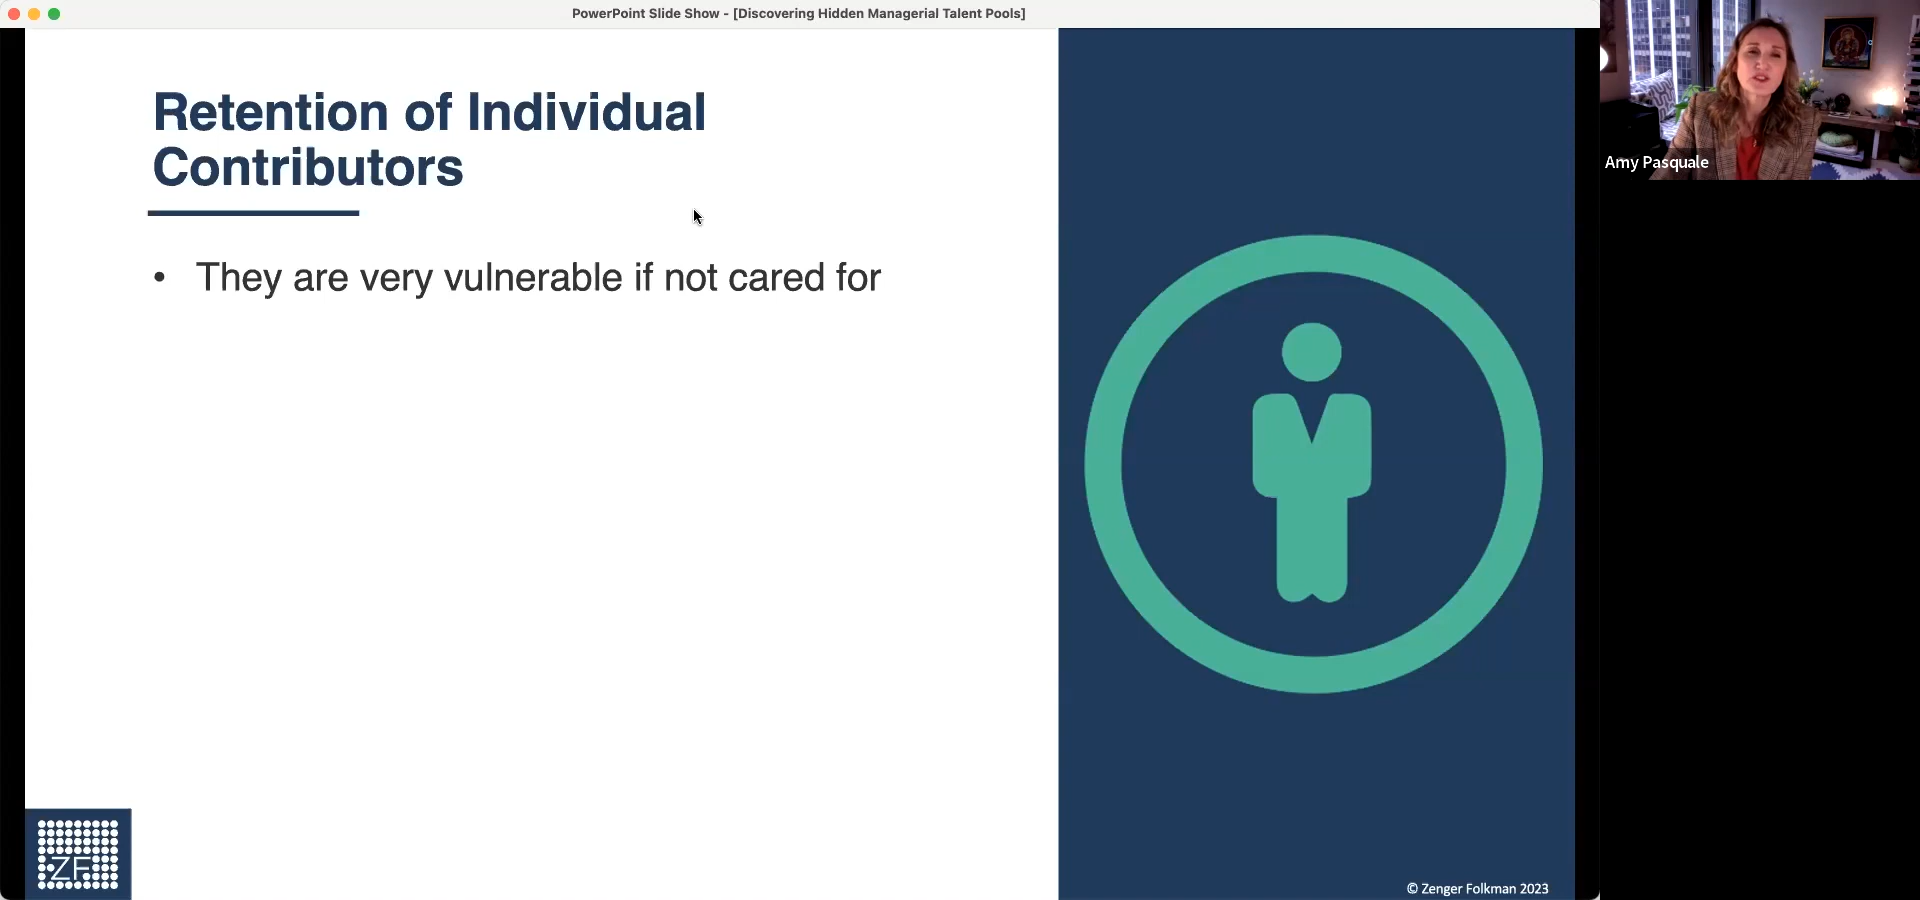 PowerPoint Slide Show - [Discovering Hidden Managerial Talent Pools]
Retention of Individual
Contributors
• They are very vulnerable if not cared for
Amy Pasquale
ZF
© Zenger Folkman 2023